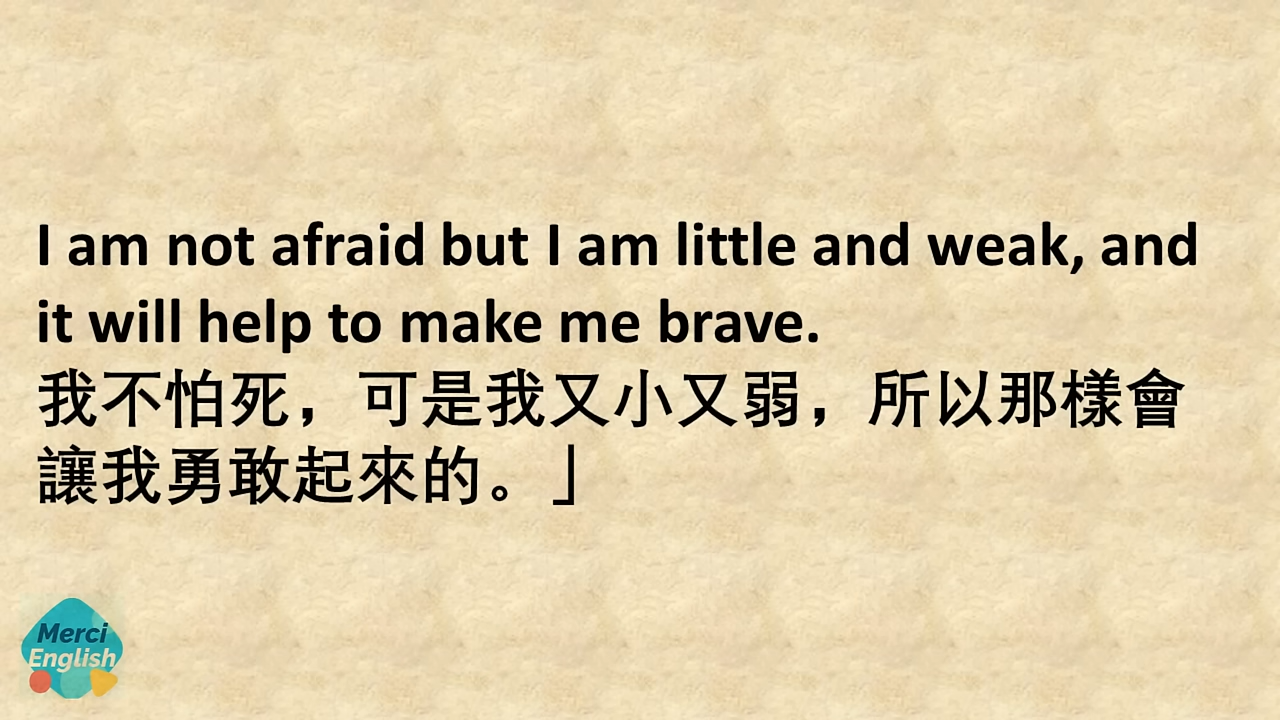 I am not afraid but I am little and weak, and
it will help to make me brave.
我不怕死，可是我又小又弱，所以那樣會
讓我勇敢起來的。」
Merci
English